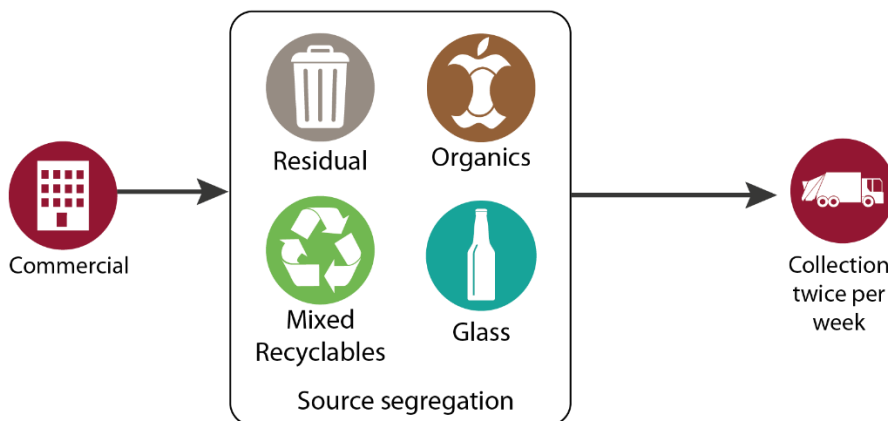 Commercial
Residual
Organics
Mixed
Recyclables
Glass
Source segregation
Collection
twice per
week